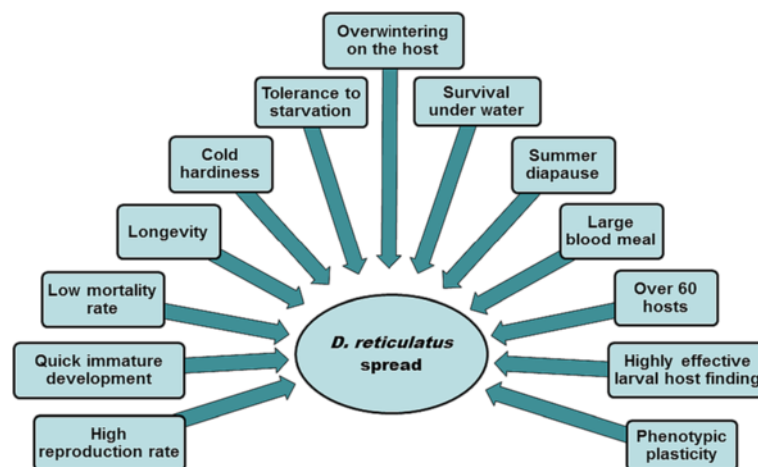 Overwintering
on the host
Tolerance to
starvation
Survival
under water
Cold
hardiness
Summer
diapause
Longevity
Large
blood meal
Low mortality
rate
Over 60
hosts
D. reticulatus
spread
Quick immature
development
Highly effective
larval host finding
High
reproduction rate
Phenotypic
plasticity